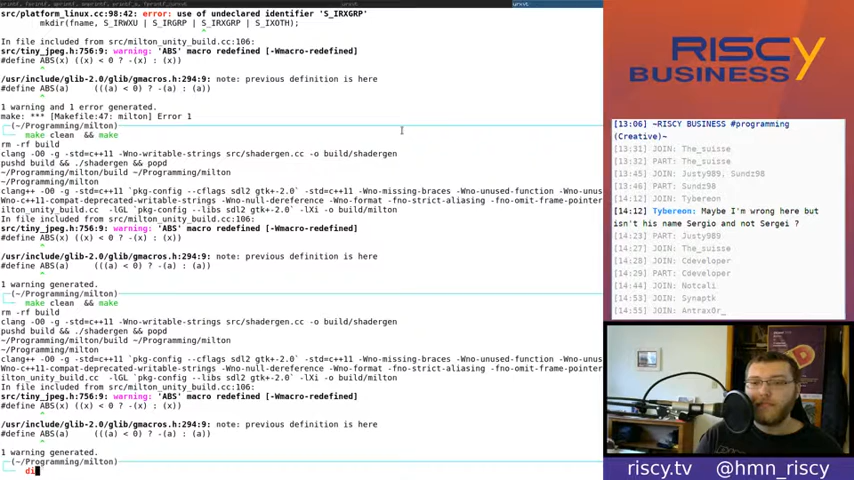 printf, fwrintf, wnprintf, erintf_s, fprintf,/urxvt
urxvt
urxvt
src/platform_linux.cc:98:42: error: use of undeclared identifier 'S_IRXGRP'
mkdir(fname, S_IRWXU | S_IRGRP | S_IRXGRP | S_IXOTH);
^
In file included from src/milton_unity_build.cc:106:
src/tiny_jpeg.h:756:9: warning: 'ABS' macro redefined [-Wmacro-redefined]
#define ABS(x) ((x) < 0 ? -(x) : (x))
^
/usr/include/glib-2.0/glib/gmacros.h:294:9: note: previous definition is here
#define ABS(a)     (((a) < 0) ? -(a) : (a))
^
1 warning and 1 error generated.
make: *** [Makefile:47: milton] Error 1
(~/Programming/milton)
make clean  && make
rm -rf build
clang -O0 -g -std=c++11 -Wno-writable-strings src/shadergen.cc -o build/shadergen
pushd build && ./shadergen && popd
~/Programming/milton/build ~/Programming/milton
~/Programming/milton
clang++ -O0 -g -std=c++11 `pkg-config --cflags sdl2 gtk+-2.0` -std=c++11 -Wno-missing-braces -Wno-unused-function -Wno-unus
Wno-c++11-compat-deprecated-writable-strings -Wno-null-dereference -Wno-format -fno-strict-aliasing -fno-omit-frame-pointer
ilton_unity_build.cc  -lGL `pkg-config --libs sdl2 gtk+-2.0` -lXi -o build/milton
In file included from src/milton_unity_build.cc:106:
src/tiny_jpeg.h:756:9: warning: 'ABS' macro redefined [-Wmacro-redefined]
#define ABS(x) ((x) < 0 ? -(x) : (x))
^
/usr/include/glib-2.0/glib/gmacros.h:294:9: note: previous definition is here
#define ABS(a)     (((a) < 0) ? -(a) : (a))
^
1 warning generated.
(~/Programming/milton)
make clean  && make
rm -rf build
clang -O0 -g -std=c++11 -Wno-writable-strings src/shadergen.cc -o build/shadergen
pushd build && ./shadergen && popd
~/Programming/milton/build ~/Programming/milton
~/Programming/milton
clang++ -O0 -g -std=c++11 `pkg-config --cflags sdl2 gtk+-2.0` -std=c++11 -Wno-missing-braces -Wno-unused-function -Wno-unus
Wno-c++11-compat-deprecated-writable-strings -Wno-null-dereference -Wno-format -fno-strict-aliasing -fno-omit-frame-pointer
ilton_unity_build.cc  -lGL `pkg-config --libs sdl2 gtk+-2.0` -lXi -o build/milton
In file included from src/milton_unity_build.cc:106:
src/tiny_jpeg.h:756:9: warning: 'ABS' macro redefined [-Wmacro-redefined]
#define ABS(x) ((x) < 0 ? -(x) : (x))
^
/usr/include/glib-2.0/glib/gmacros.h:294:9: note: previous definition is here
#define ABS(a)     (((a) < 0) ? -(a) : (a))
^
1 warning generated.
(~/Programming/milton)
di
RISCY
BUSINESS
[13:06] ~RISCY BUSINESS #programming
(Creative)~
[13:31] JOIN: The_suisse
[13:32] PART: The_suisse
[13:45] JOIN: Justy989, Sundz98
[13:46] PART: Sundz98
[14:12] JOIN: Tybereon
[14:12] Tybereon: Maybe I'm wrong here but
isn't his name Sergio and not Sergei ?
[14:23] PART: Justy989
[14:27] JOIN: The_suisse
[14:28] JOIN: Cdeveloper
[14:29] PART: Cdeveloper
[14:44] JOIN: Notcali
[14:53] JOIN: Synaptk
[14:55] JOIN: Antrax0r_
riscy.tv
@hmn_riscy